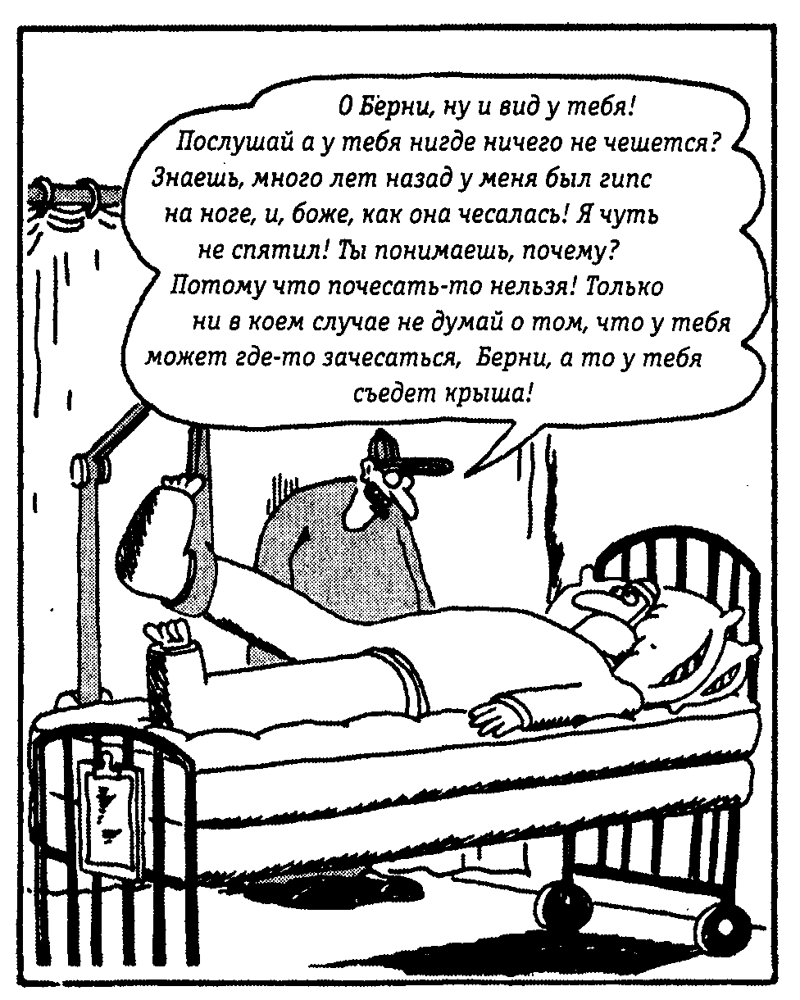 О Берни, ну и вид у тебя!
Послушай а у тебя нигде ничего не чешется?
Знаешь, много лет назад у меня был гипс
на ноге, и, боже, как она чесалась! Я чуть
не спятил! Ты понимаешь, почему?
Потому что почесать-то нельзя! Только
ни в коем случае не думай о том, что у тебя
может где-то зачесаться, Берни, а то у тебя
съедет крыша!